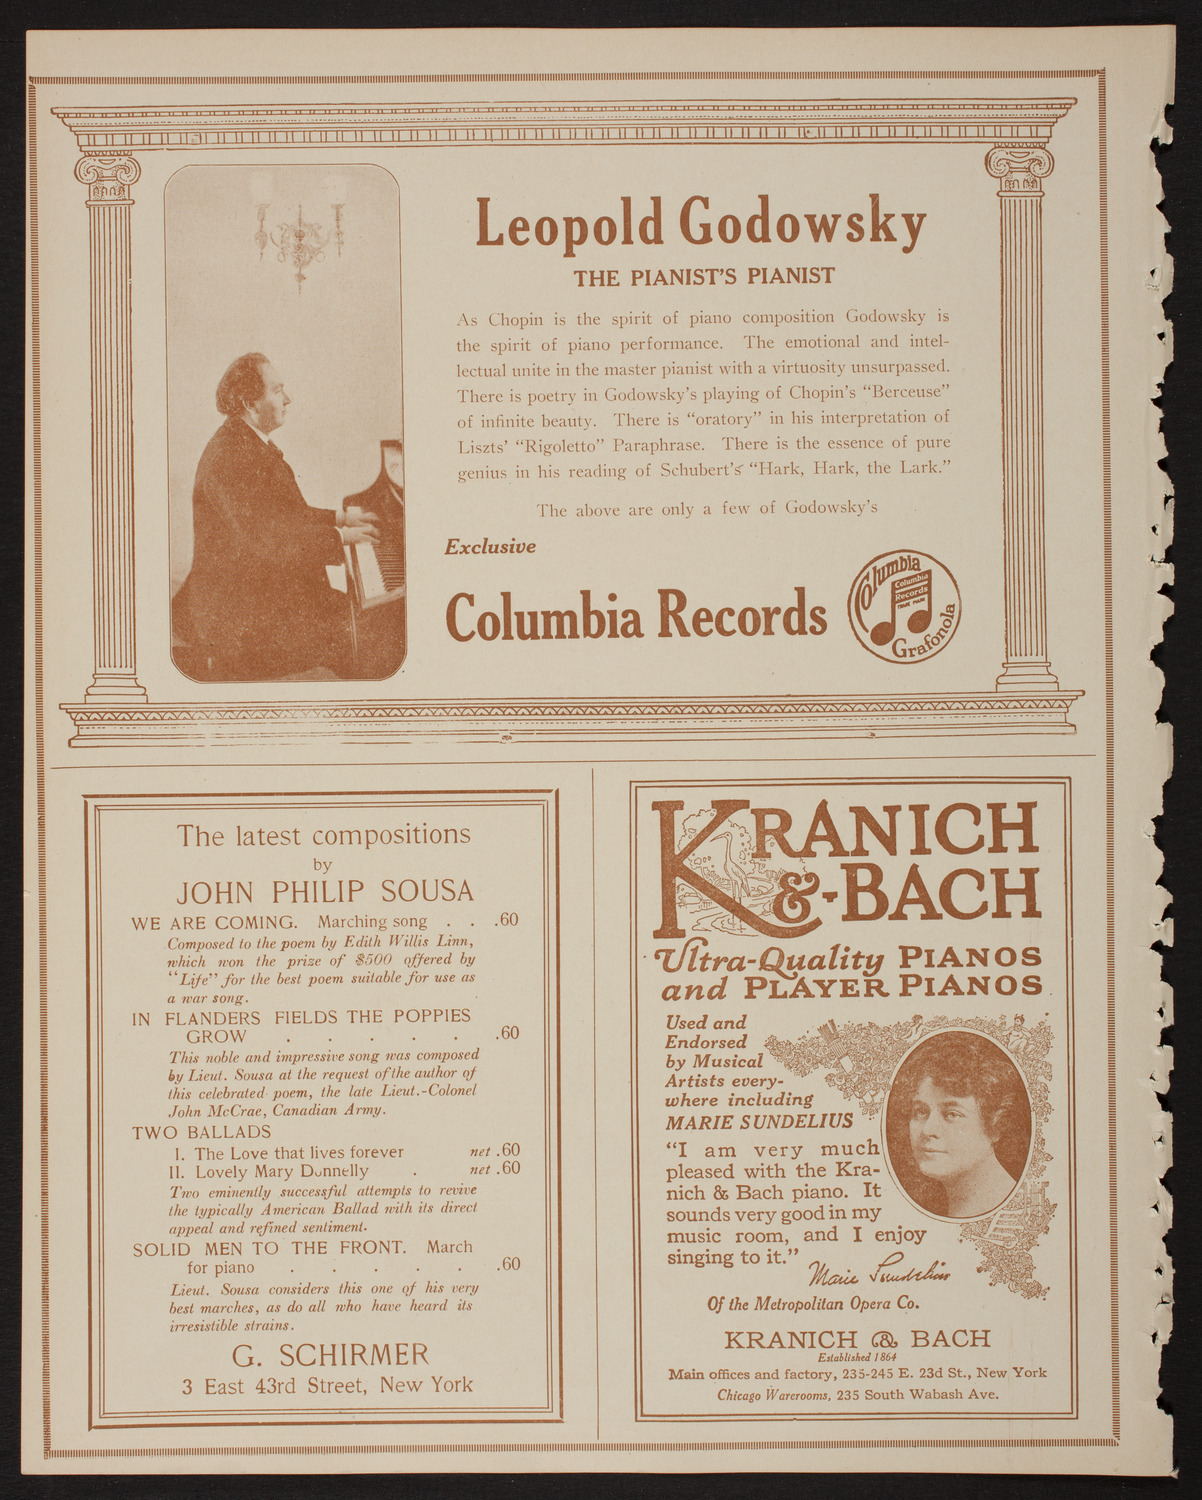 Leopold Godowsky
THE PIANIST'S PIANIST
As Chopin is the spirit of piano composition Godowsky is
the spirit of piano performance. The emotional and intel-
lectual unite in the master pianist with a virtuosity unsurpassed.
There is poetry in Godowsky's playing of Chopin's "Berceuse"
of infinite beauty. There is "oratory" in his interpretation of
Liszts' "Rigoletto" Paraphrase. There is the essence of pure
genius in his reading of Schubert's "Hark, Hark, the Lark."
The above are only a few of Godowsky's
Exclusive
Columbia Records
Columbia
Columbia
Records
TRADE MARK
Grafonola
The latest compositions
by
JOHN PHILIP SOUSA
WE ARE COMING. Marching song . . .60
Composed to the poem by Edith Willis Linn,
which won the prize of $500 offered by
"Life" for the best poem suitable for use as
a war song.
IN FLANDERS FIELDS THE POPPIES
GROW . . . . . .60
This noble and impressive song was composed
by Lieut. Sousa at the request of the author of
this celebrated poem, the late Lieut.-Colonel
John McCrae, Canadian Army.
TWO BALLADS
I. The Love that lives forever net .60
II. Lovely Mary Donnelly . net .60
Two eminently successful attempts to revive
the typically American Ballad with its direct
appeal and refined sentiment.
SOLID MEN TO THE FRONT. March
for piano . . . . . .60
Lieut. Sousa considers this one of his very
best marches, as do all who have heard its
irresistible strains.
G. SCHIRMER
3 East 43rd Street, New York
KRANICH
&-BACH
Ultra-Quality PIANOS
and PLAYER PIANOS
Used and
Endorsed
by Musical
Artists every-
where including
MARIE SUNDELIUS
"I am very much
pleased with the Kra-
nich & Bach piano. It
sounds very good in my
music room, and I enjoy
singing to it."
Marie Sundelius
Of the Metropolitan Opera Co.
KRANICH & BACH
Established 1864
Main offices and factory, 235-245 E. 23d St., New York
Chicago Warerooms, 235 South Wabash Ave.